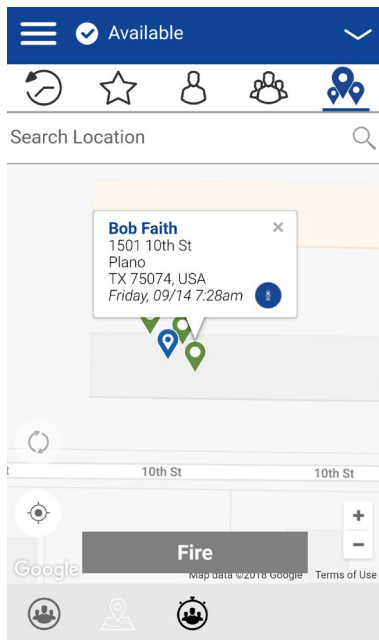 Available
Search Location
Bob Faith
1501 10th St
Plano
TX 75074, USA
Friday, 09/14 7:28am
t
10th St
10th St
Fire
Google
Map data ©2018 Google
Terms of Use